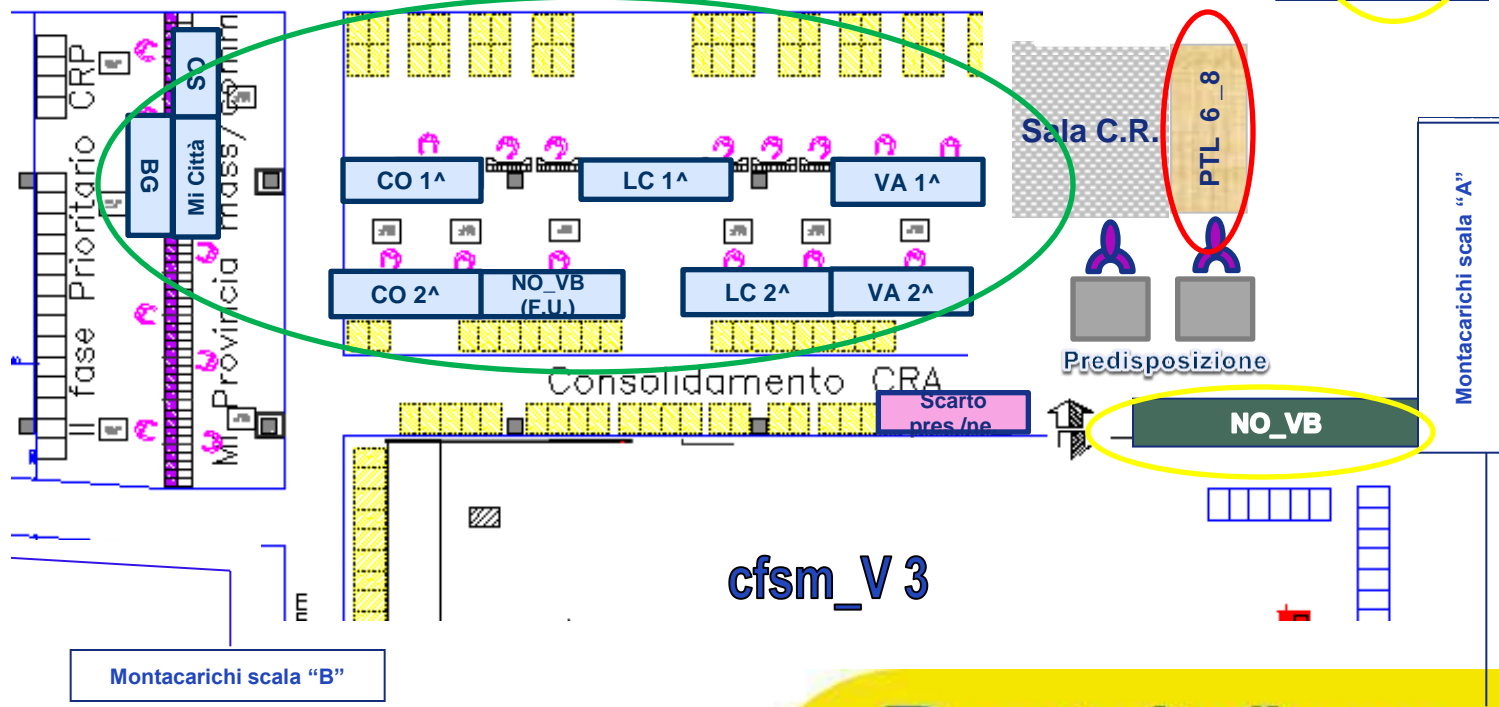 II fase Prioritario CRP
SO
BG
Mi Città
MI Provincia mass/comm
CO 1^
LC 1^
VA 1^
CO 2^
NO_VB
(F.U.)
LC 2^
VA 2^
Sala C.R.
PTL 6_8
Predisposizione
Montacarichi scala “A”
Consolidamento CRA
Scarto
pres./ne
NO_VB
cfsm_V 3
Montacarichi scala “B”